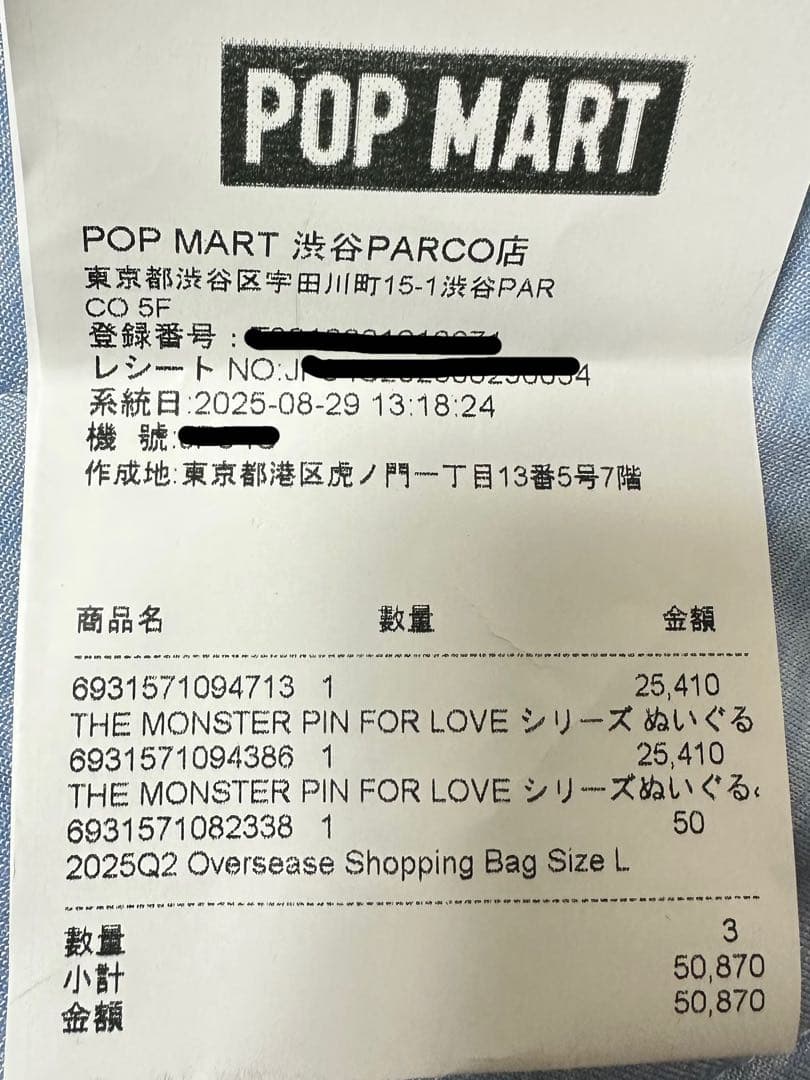 POP MART
POP MART 渋谷PARCO店
東京都渋谷区宇田川町15-1渋谷PAR
CO 5F
登録番号:
レシート NO:J
系統日:2025-08-29 13:18:24
機 號:
作成地:東京都港区虎ノ門一丁目13番5号7階
商品名 數量 金額
6931571094713 1 25,410
THE MONSTER PIN FOR LOVE シリーズ ぬいぐる
6931571094386 1 25,410
THE MONSTER PIN FOR LOVE シリーズぬいぐる
6931571082338 1 50
2025Q2 Oversease Shopping Bag Size L
數量 3
小計 50,870
金額 50,870